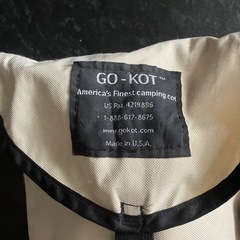 GO-KOT™
America's Finest camping cot
US Pat. 4219896
1-888-617-8675
www.gokot.com
Made in U.S.A.